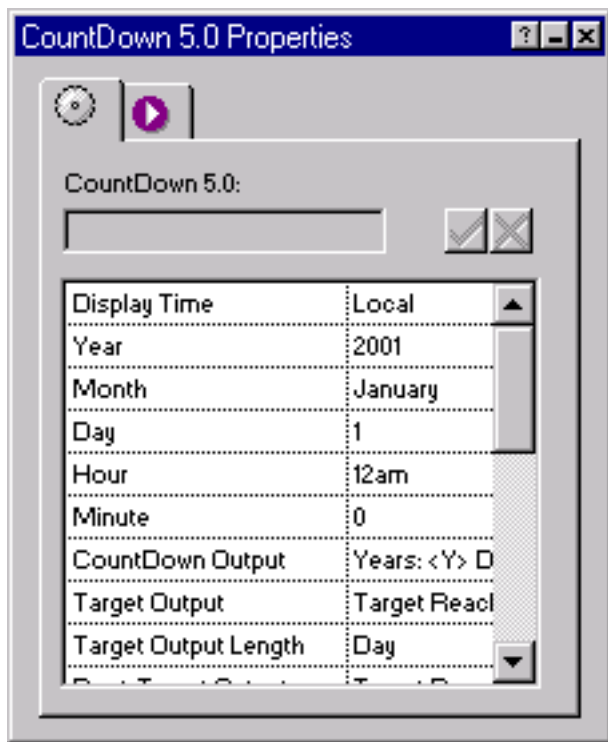 CountDown 5.0 Properties
CountDown 5.0:
Display Time Local
Year 2001
Month January
Day 1
Hour 12am
Minute 0
CountDown Output Years: <Y> D
Target Output Target Reach
Target Output Length Day